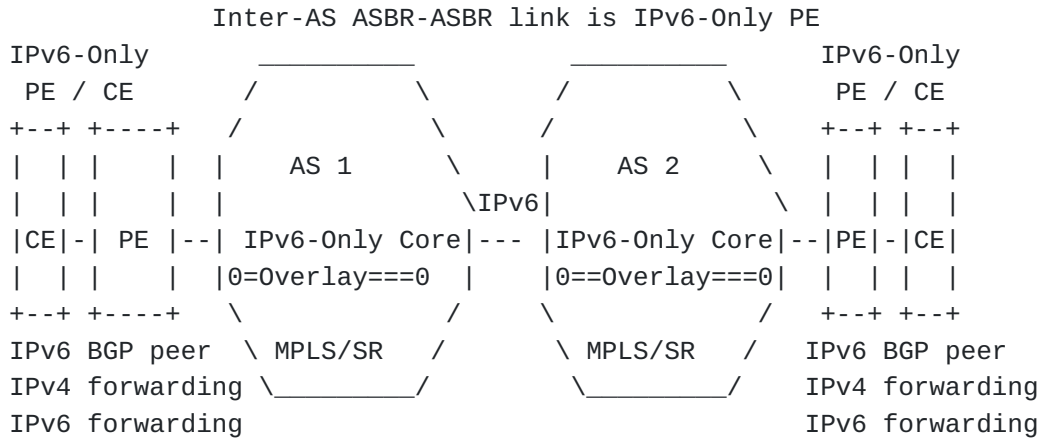 Inter-AS ASBR-ASBR link is IPv6-Only PE
IPv6-Only IPv6-Only
PE / CE PE / CE
AS 1 AS 2
IPv6
CE PE IPv6-Only Core IPv6-Only Core PE CE
0=Overlay===0 0==Overlay===0
IPv6 BGP peer MPLS/SR MPLS/SR IPv6 BGP peer
IPv4 forwarding IPv4 forwarding
IPv6 forwarding IPv6 forwarding